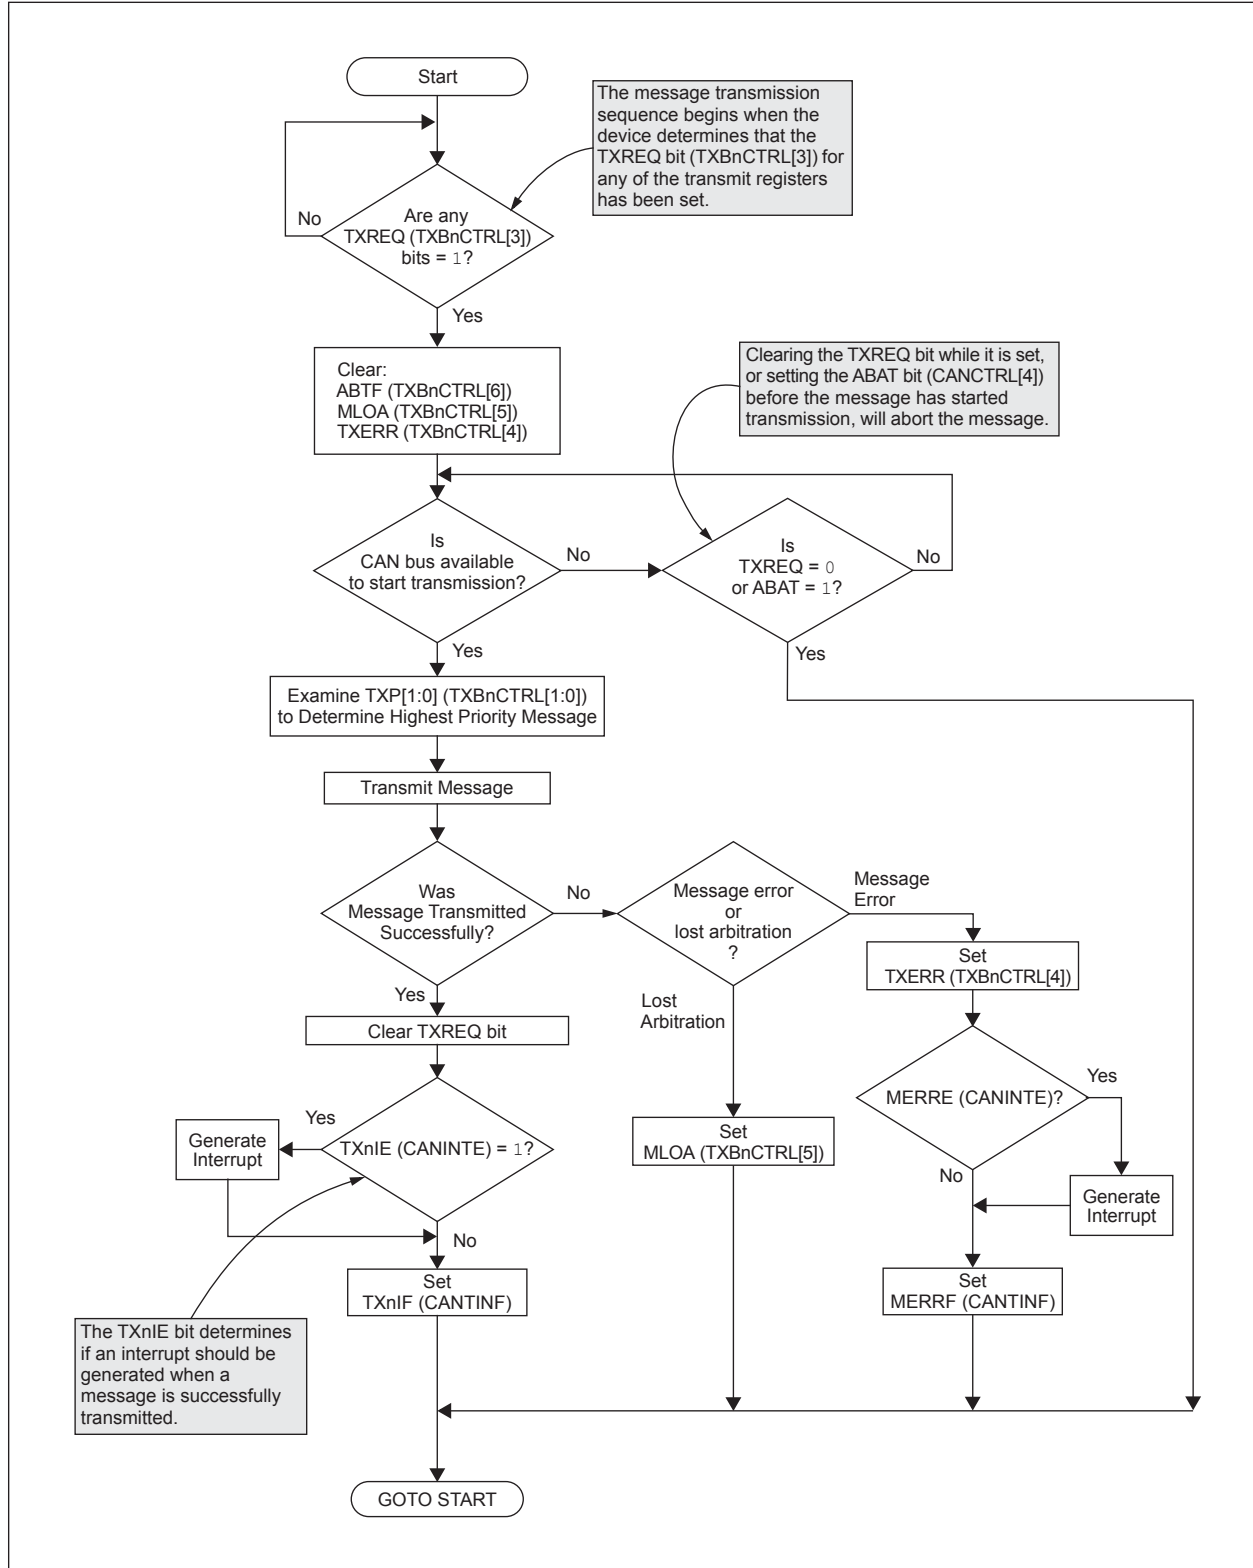 Start
The message transmission
sequence begins when the
device determines that the
TXREQ bit (TXBnCTRL[3]) for
any of the transmit registers
has been set.
No
Are any
TXREQ (TXBnCTRL[3])
bits = 1?
Yes
Clear:
ABTF (TXBnCTRL[6])
MLOA (TXBnCTRL[5])
TXERR (TXBnCTRL[4])
Clearing the TXREQ bit while it is set,
or setting the ABAT bit (CANCTRL[4])
before the message has started
transmission, will abort the message.
Is
CAN bus available
to start transmission?
No
Is
TXREQ = 0
or ABAT = 1?
No
Yes
Yes
Examine TXP[1:0] (TXBnCTRL[1:0])
to Determine Highest Priority Message
Transmit Message
Was
Message Transmitted
Successfully?
No
Message error
or
lost arbitration
?
Message
Error
Set
TXERR (TXBnCTRL[4])
Yes
Lost
Arbitration
Clear TXREQ bit
MERRE (CANINTE)?
Yes
Yes
Generate
Interrupt
TXnIE (CANINTE) = 1?
Set
MLOA (TXBnCTRL[5])
No
Generate
Interrupt
No
Set
TXnIF (CANTINF)
Set
MERRF (CANTINF)
The TXnIE bit determines
if an interrupt should be
generated when a
message is successfully
transmitted.
GOTO START